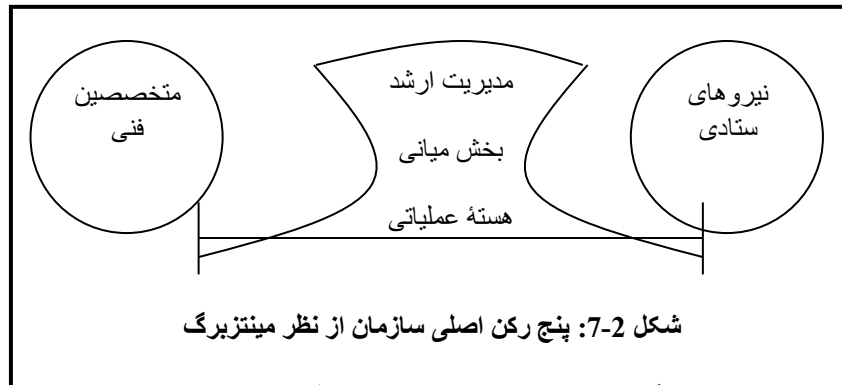 متخصصین
فنی
مدیریت ارشد
بخش میانی
هستهٔ عملیاتی
نیروهای
ستادی
شکل 2-7: پنج رکن اصلی سازمان از نظر مینتزبرگ